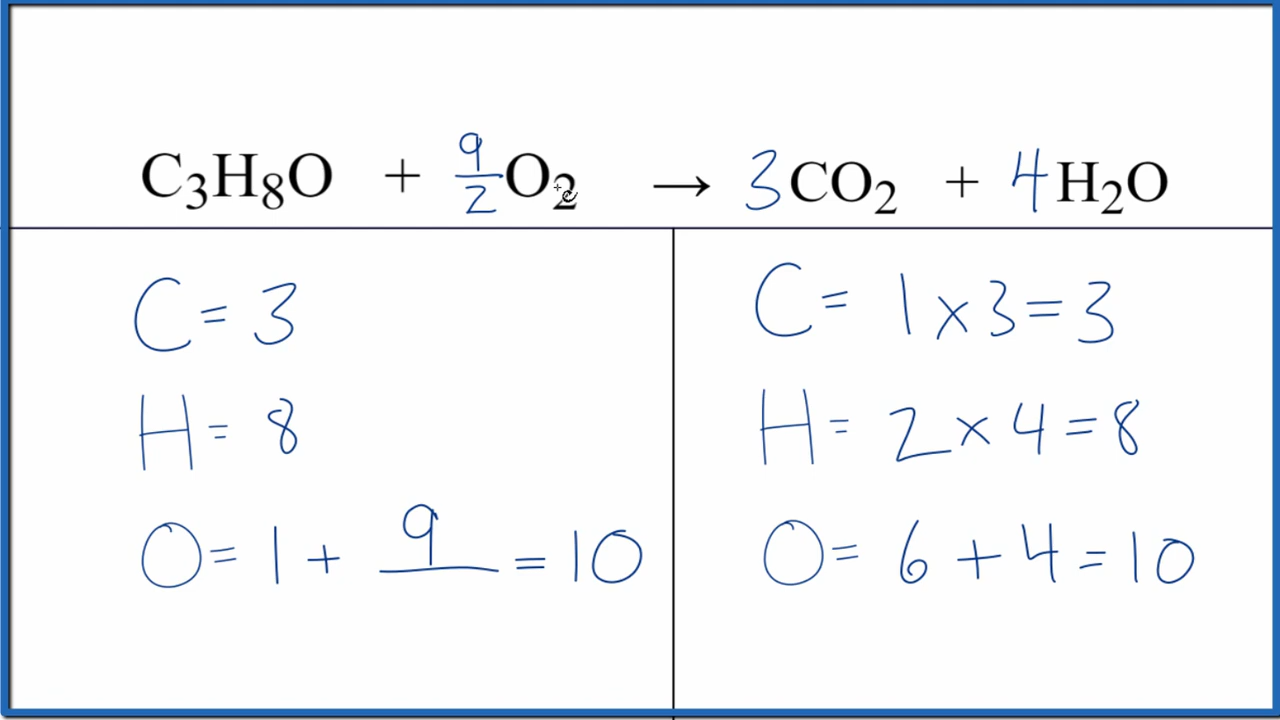 C₃H₈O + 9/2 O₂ → 3CO₂ + 4H₂O
C = 3
C = 1 x 3 = 3
H = 8
H = 2 x 4 = 8
O = 1 + 9 = 10
O = 6 + 4 = 10